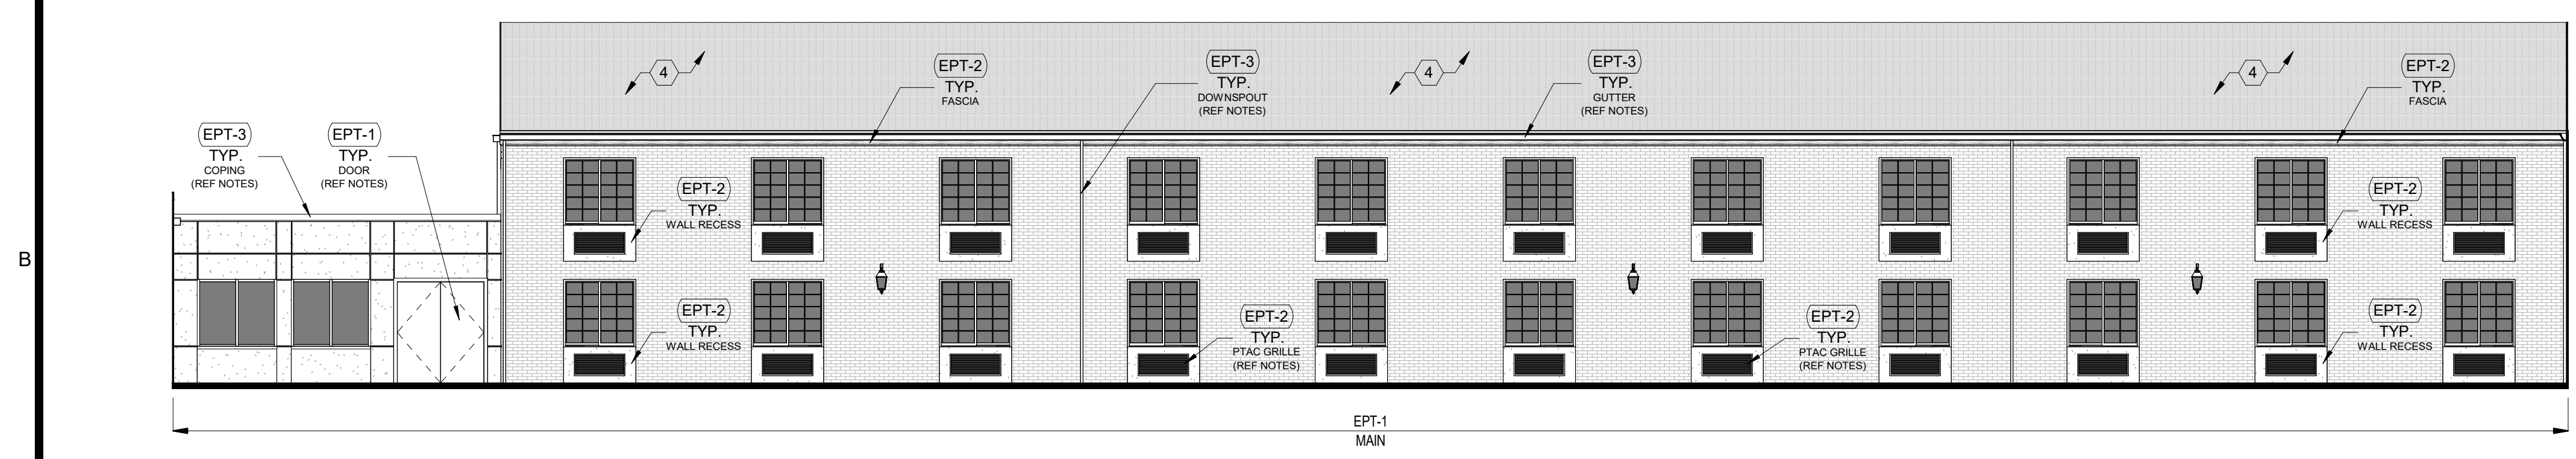 B
4
4
4
EPT-2
TYP.
FASCIA
EPT-3
TYP.
DOWNSPOUT
(REF NOTES)
EPT-3
TYP.
GUTTER
(REF NOTES)
EPT-2
TYP.
FASCIA
EPT-3
TYP.
COPING
(REF NOTES)
EPT-1
TYP.
DOOR
(REF NOTES)
EPT-2
TYP.
WALL RECESS
EPT-2
TYP.
WALL RECESS
EPT-2
TYP.
WALL RECESS
EPT-2
TYP.
PTAC GRILLE
(REF NOTES)
EPT-2
TYP.
PTAC GRILLE
(REF NOTES)
EPT-2
TYP.
WALL RECESS
EPT-1
MAIN